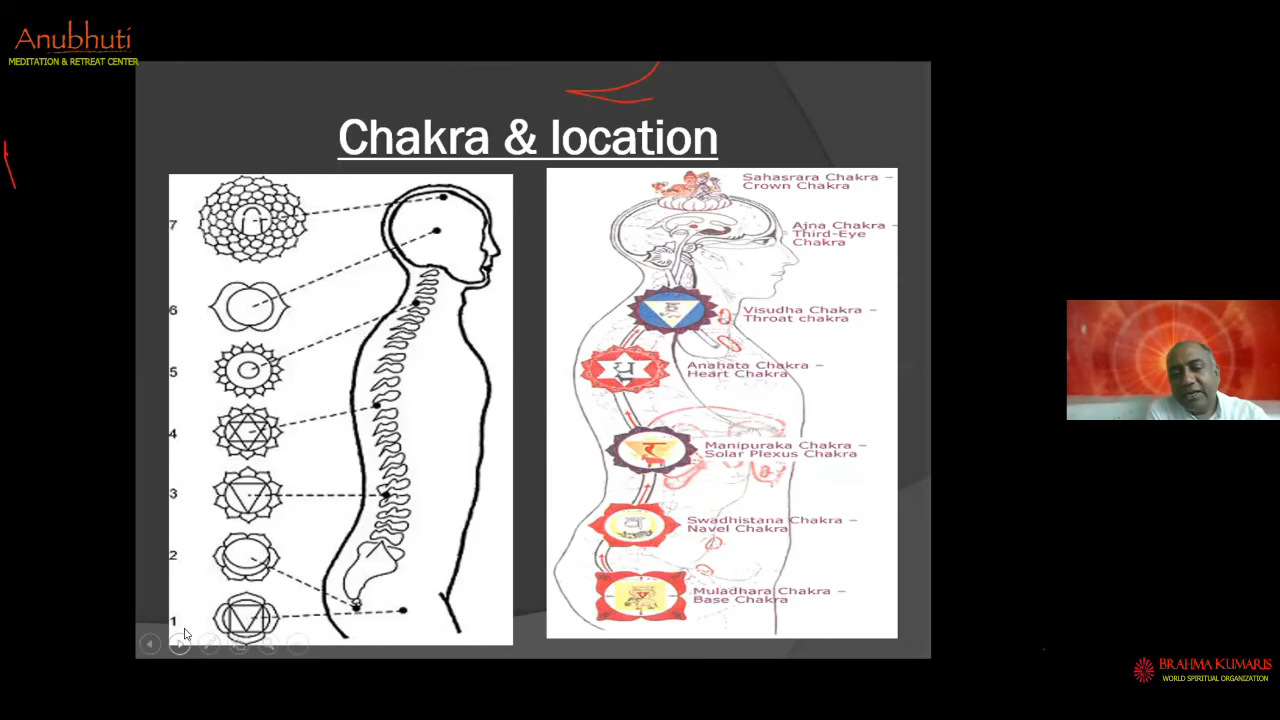 Anubhuti
MEDITATION & RETREAT CENTER
Chakra & location
7
6
5
4
3
2
1
Sahasrara Chakra –
Crown Chakra
Ajna Chakra –
Third-Eye
Chakra
Visudha Chakra –
Throat chakra
Anahata Chakra –
Heart Chakra
Manipuraka Chakra –
Solar Plexus Chakra
Swadhistana Chakra –
Navel Chakra
Muladhara Chakra –
Base Chakra
BRAHMA KUMARIS
WORLD SPIRITUAL ORGANIZATION